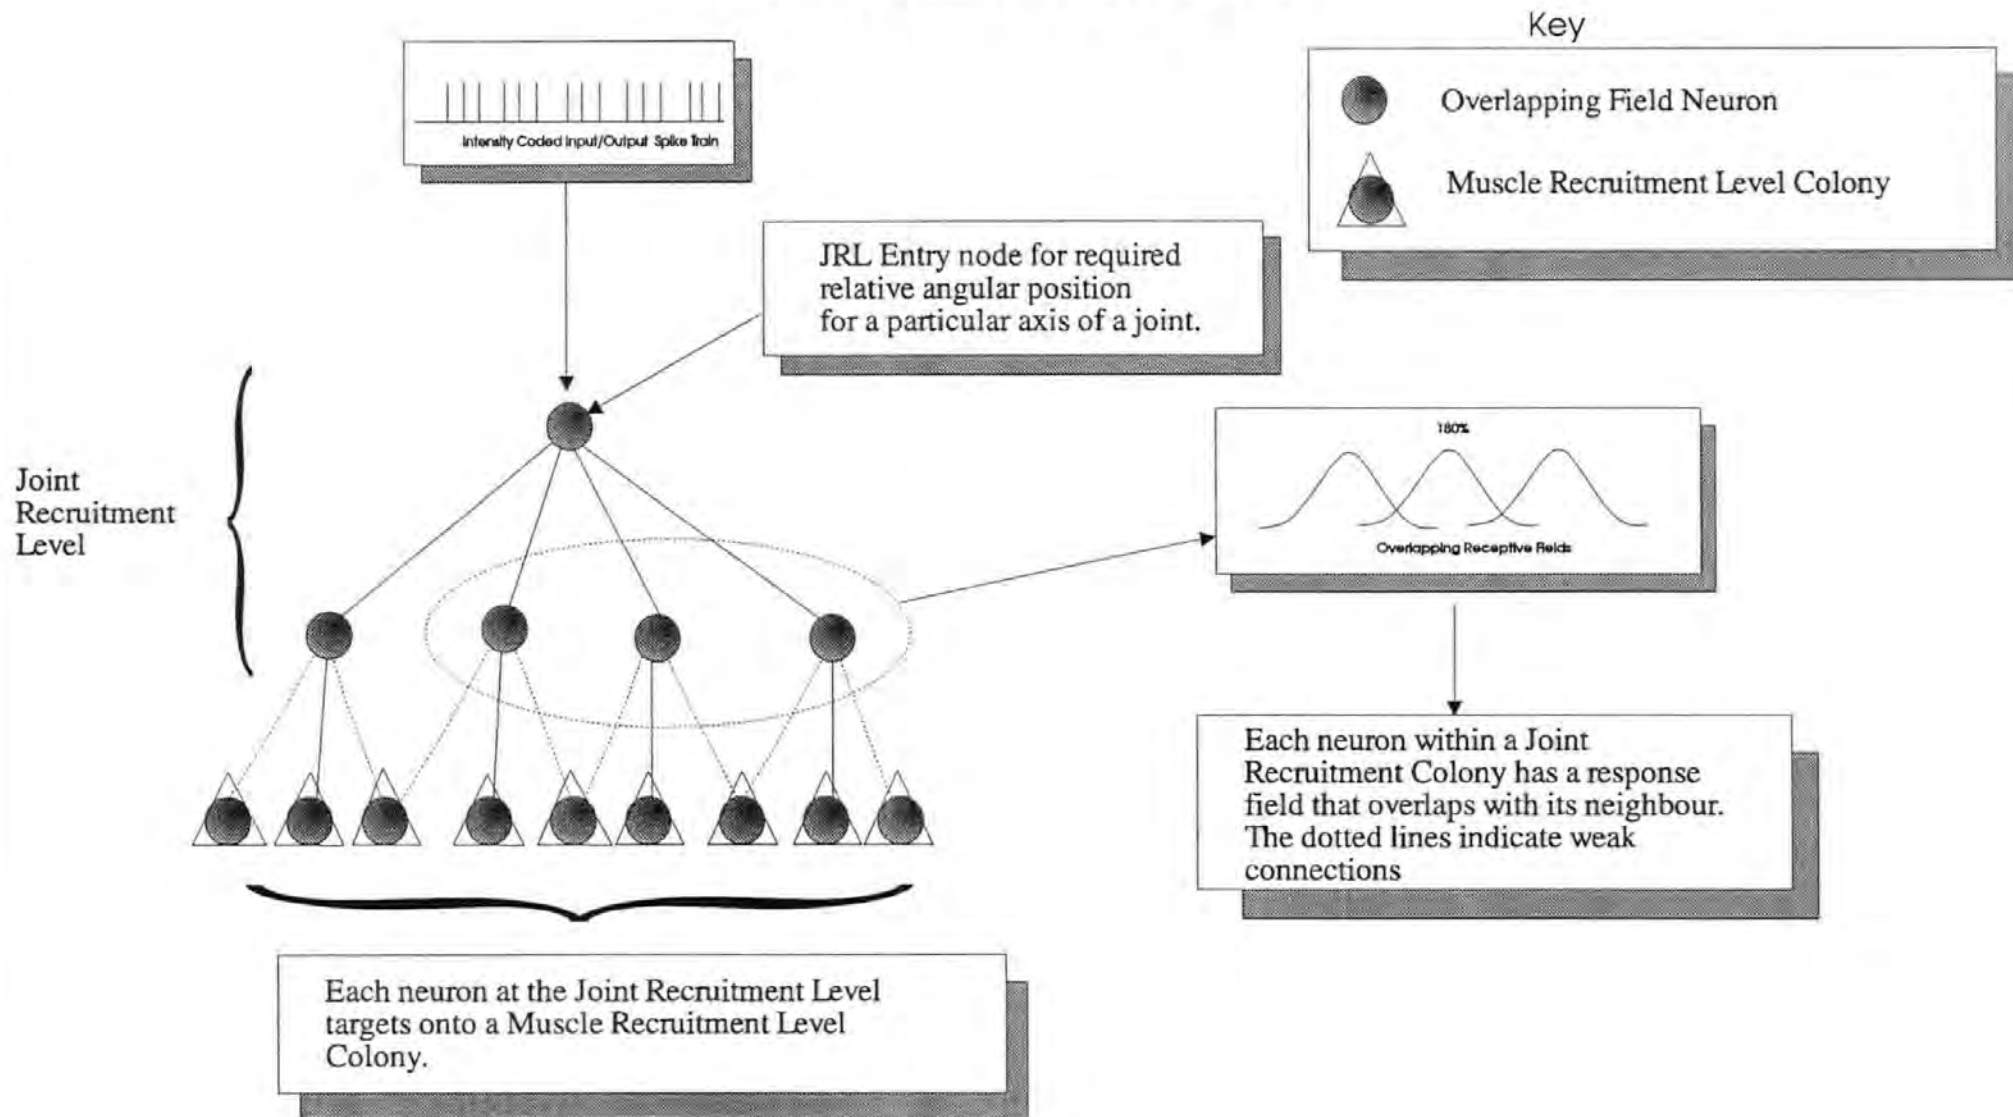 Key
Overlapping Field Neuron
Muscle Recruitment Level Colony
Intensity Coded Input/Output Spike Train
JRL Entry node for required
relative angular position
for a particular axis of a joint.
Joint
Recruitment
Level
180%
Overlapping Receptive Fields
Each neuron within a Joint
Recruitment Colony has a response
field that overlaps with its neighbour.
The dotted lines indicate weak
connections
Each neuron at the Joint Recruitment Level
targets onto a Muscle Recruitment Level
Colony.